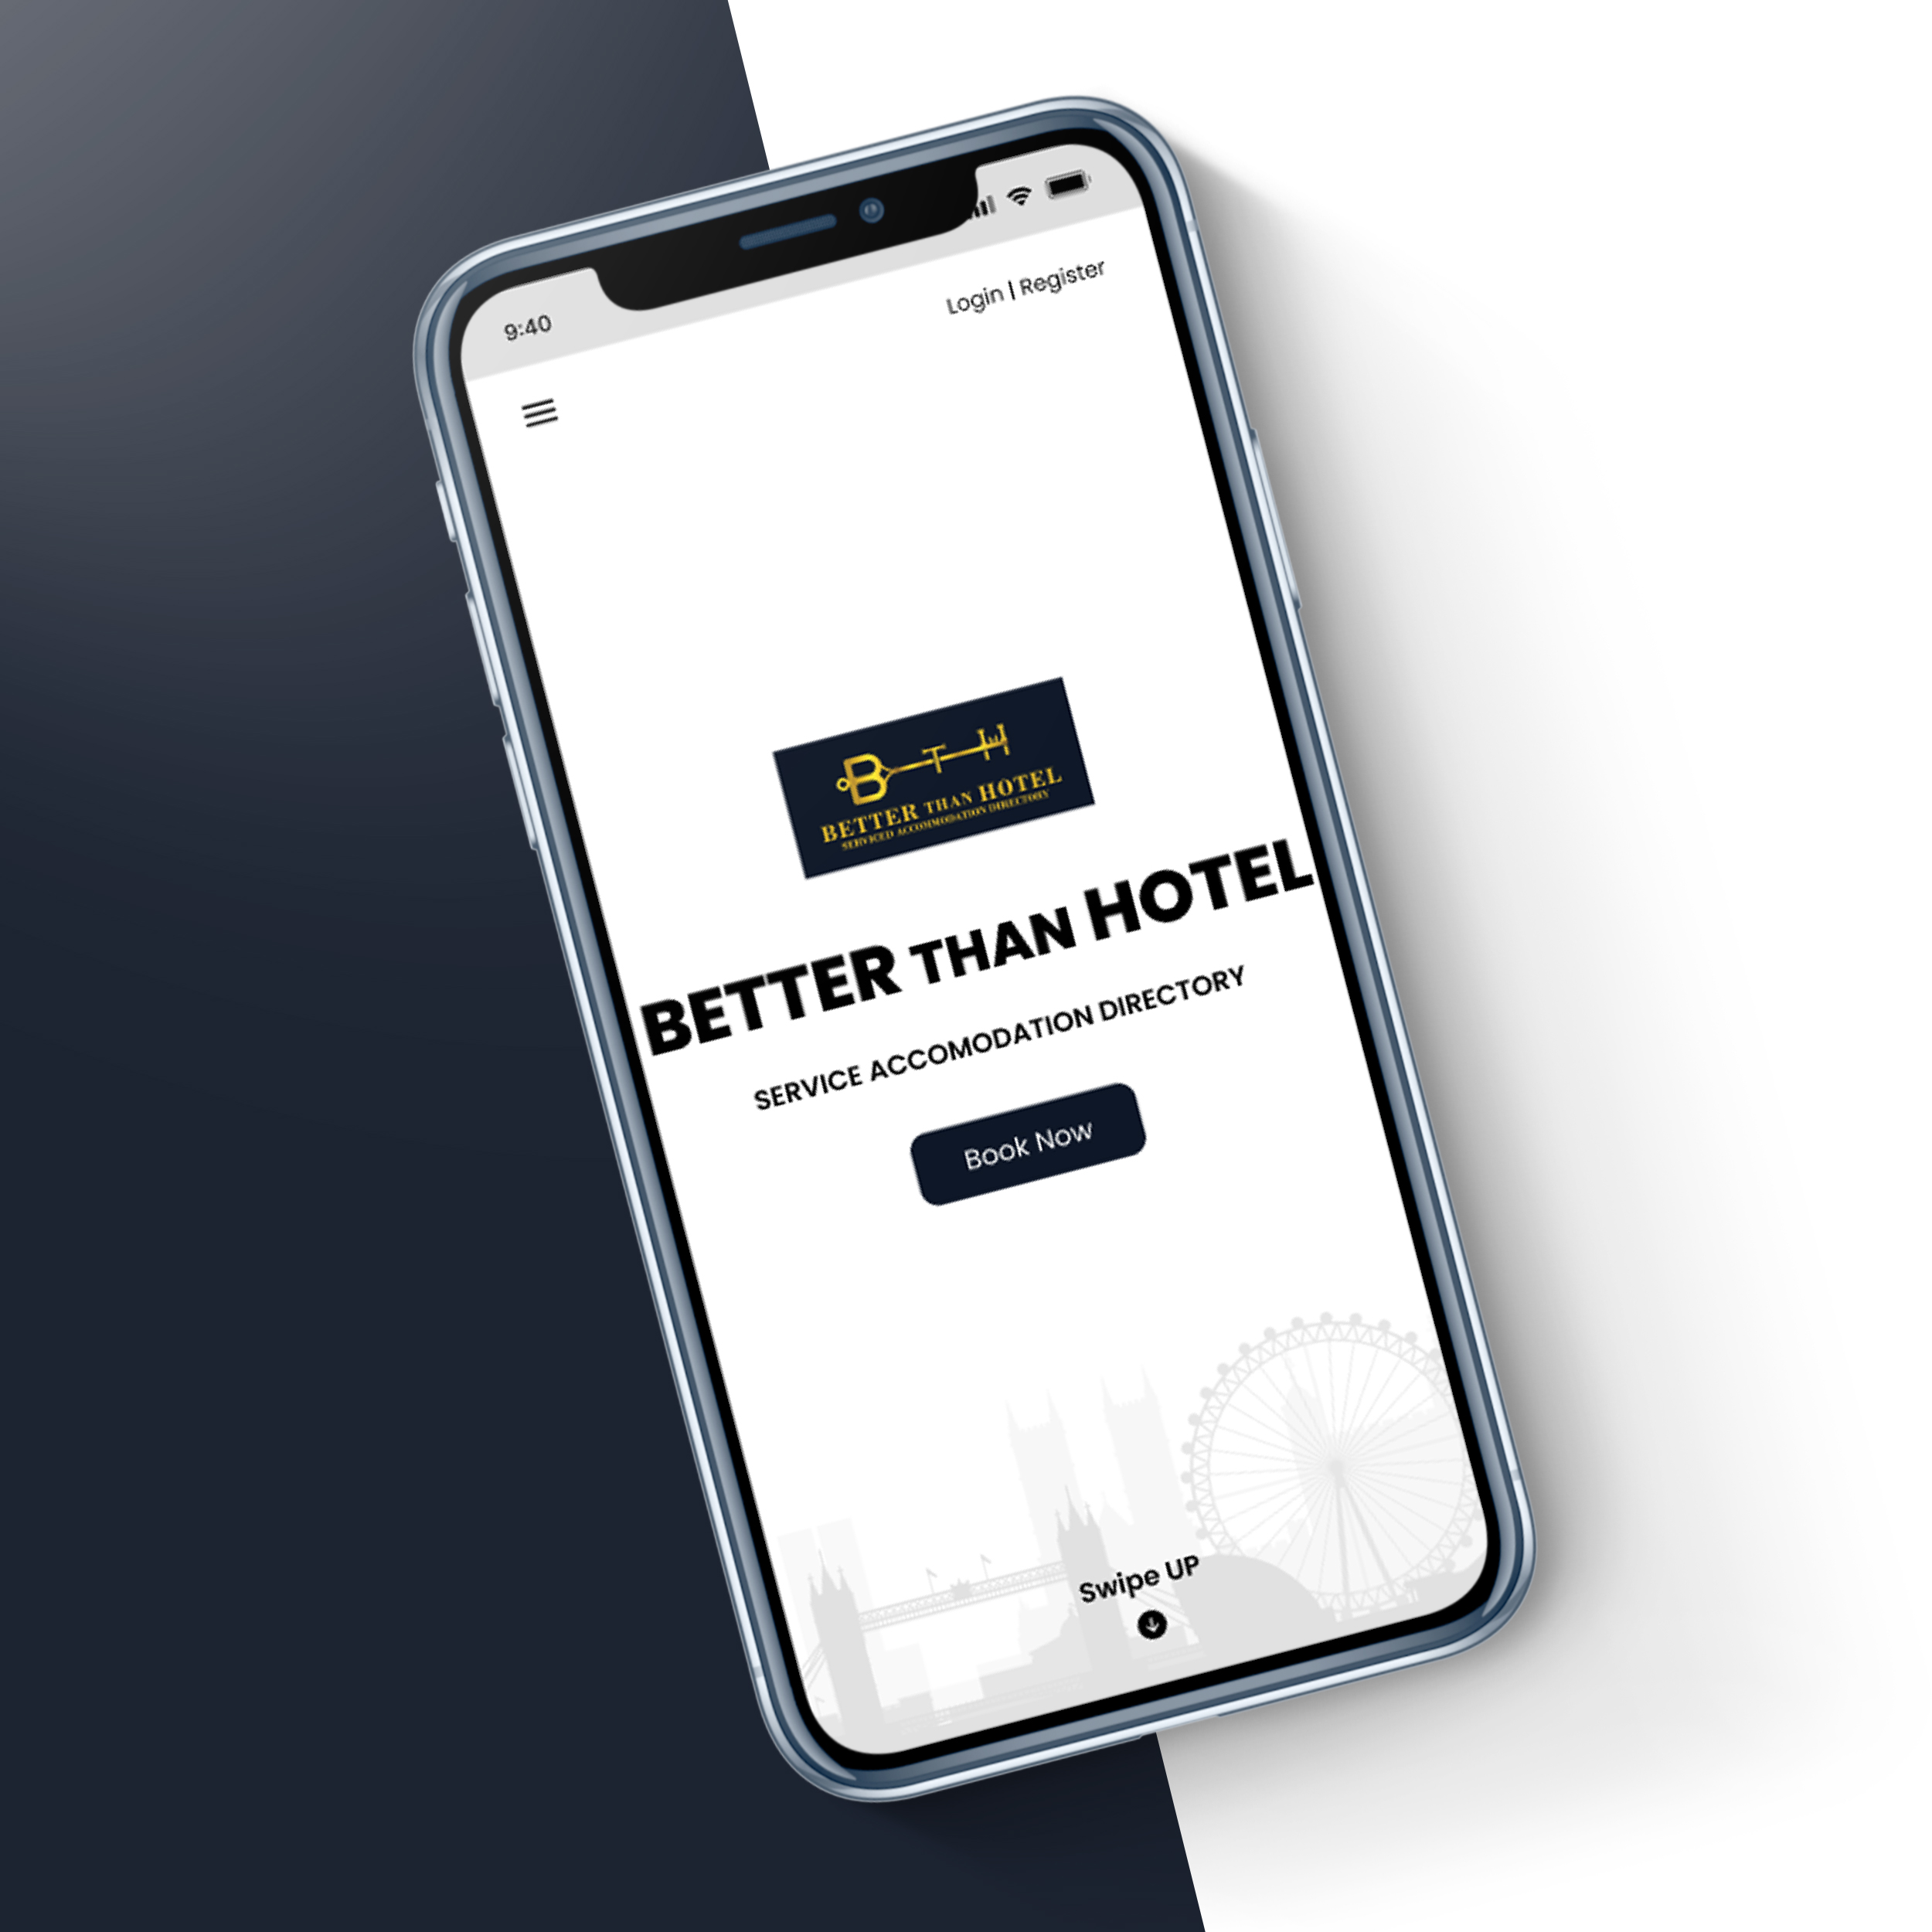 9:40
Login | Register
B T H
BETTER THAN HOTEL
SERVICED ACCOMMODATION DIRECTORY
BETTER THAN HOTEL
SERVICE ACCOMODATION DIRECTORY
Book Now
Swipe UP